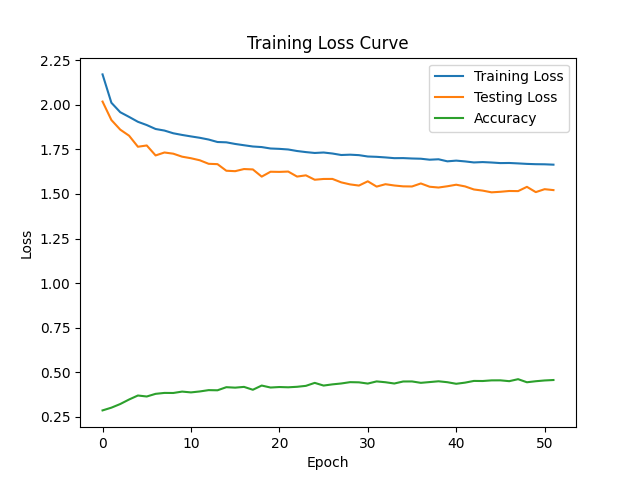 Training Loss Curve
Training Loss
Testing Loss
Accuracy
Loss
2.25
2.00
1.75
1.50
1.25
1.00
0.75
0.50
0.25
0 10 20 30 40 50
Epoch